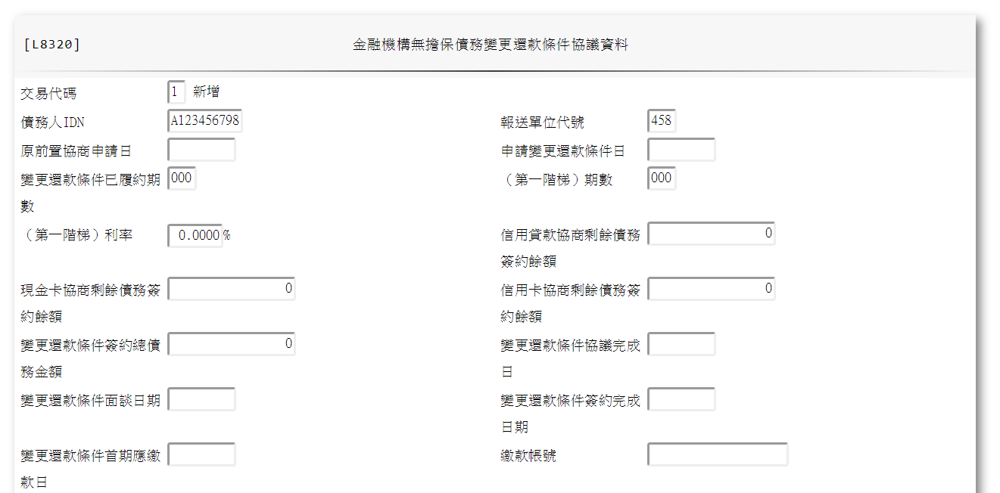 [L8320] 金融機構無擔保債務變更還款條件協議資料
交易代碼 1 新增
債務人IDN A123456798 報送單位代號 458
原前置協商申請日 申請變更還款條件日
變更還款條件已履約期 000 （第一階梯）期數 000
數
（第一階梯）利率 0.0000% 信用貸款協商剩餘債務 0
簽約餘額
現金卡協商剩餘債務簽 0 信用卡協商剩餘債務簽 0
約餘額 約餘額
變更還款條件簽約總債 0 變更還款條件協議完成
務金額 日
變更還款條件面談日期 變更還款條件簽約完成
日期
變更還款條件首期應繳 繳款帳號
款日